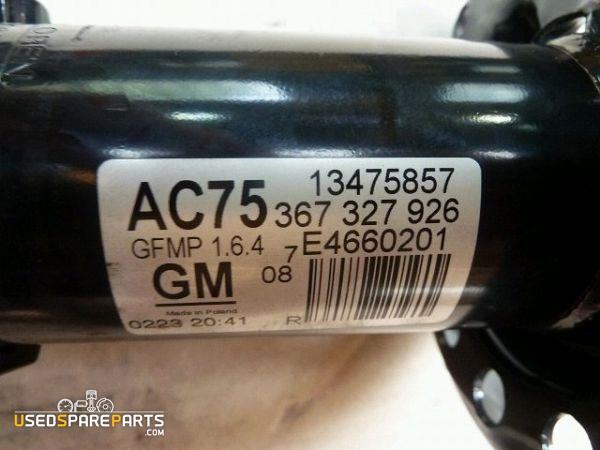 AC75
13475857
367 327 926
GFMP 1.6.4
7
E4660201
08
GM
Made in Poland
0223 20:41
R
USEDSPAREPARTS
.COM